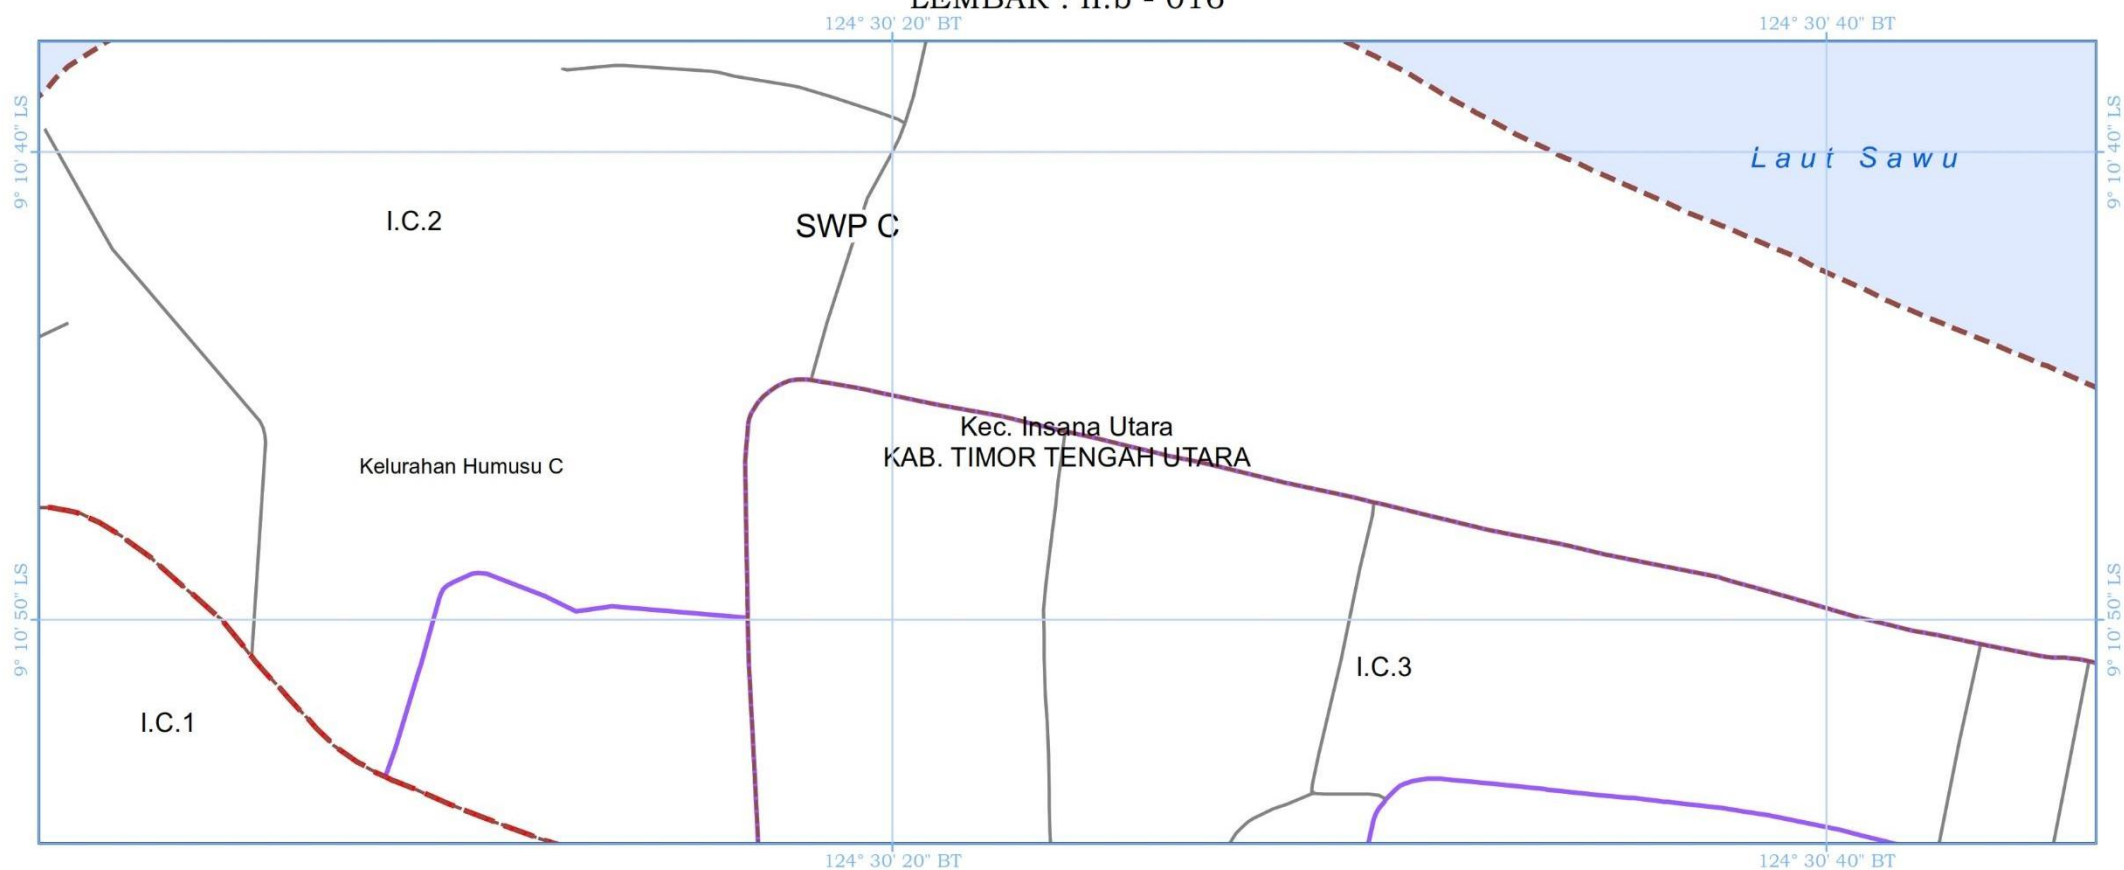 LEMBAR : II.B - 016
124° 30' 20" BT
124° 30' 40" BT
9° 10' 40" LS
9° 10' 40" LS
Laut Sawu
I.C.2
SWP C
Kec. Insana Utara
KAB. TIMOR TENGAH UTARA
Kelurahan Humusu C
9° 10' 50" LS
9° 10' 50" LS
I.C.3
I.C.1
124° 30' 20" BT
124° 30' 40" BT